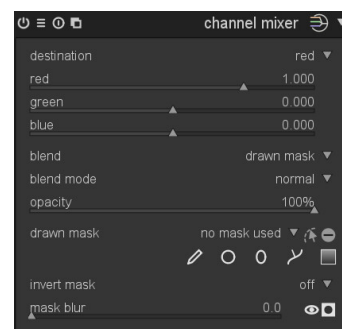 channel mixer
destination red
red 1.000
green 0.000
blue 0.000
blend drawn mask
blend mode normal
opacity 100%
drawn mask no mask used
invert mask off
mask blur 0.0